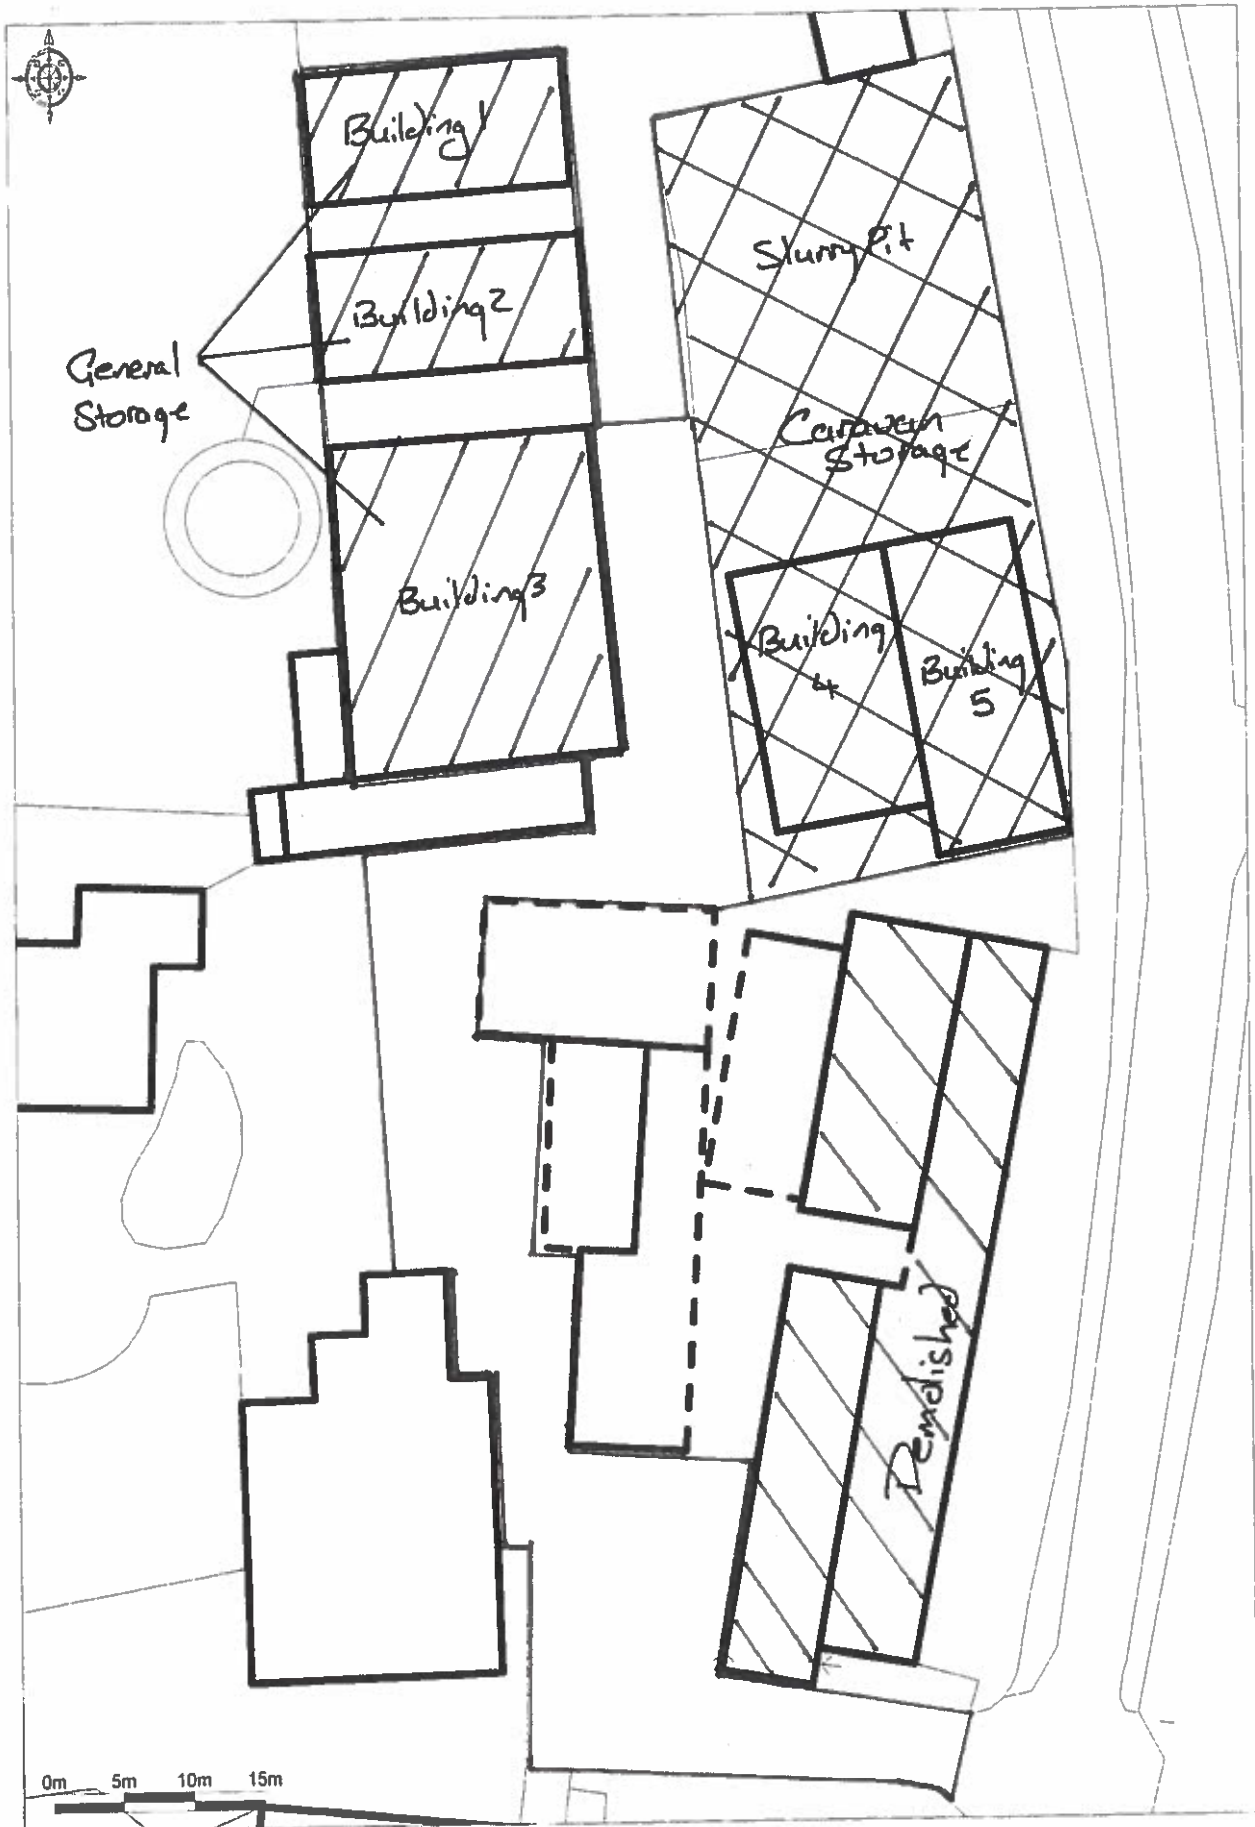 Building 1
Slurry Pit
Building 2
General
Storage
Caravan
Storage
Building 3
Building
4
Building
5
Demolished
0m 5m 10m 15m